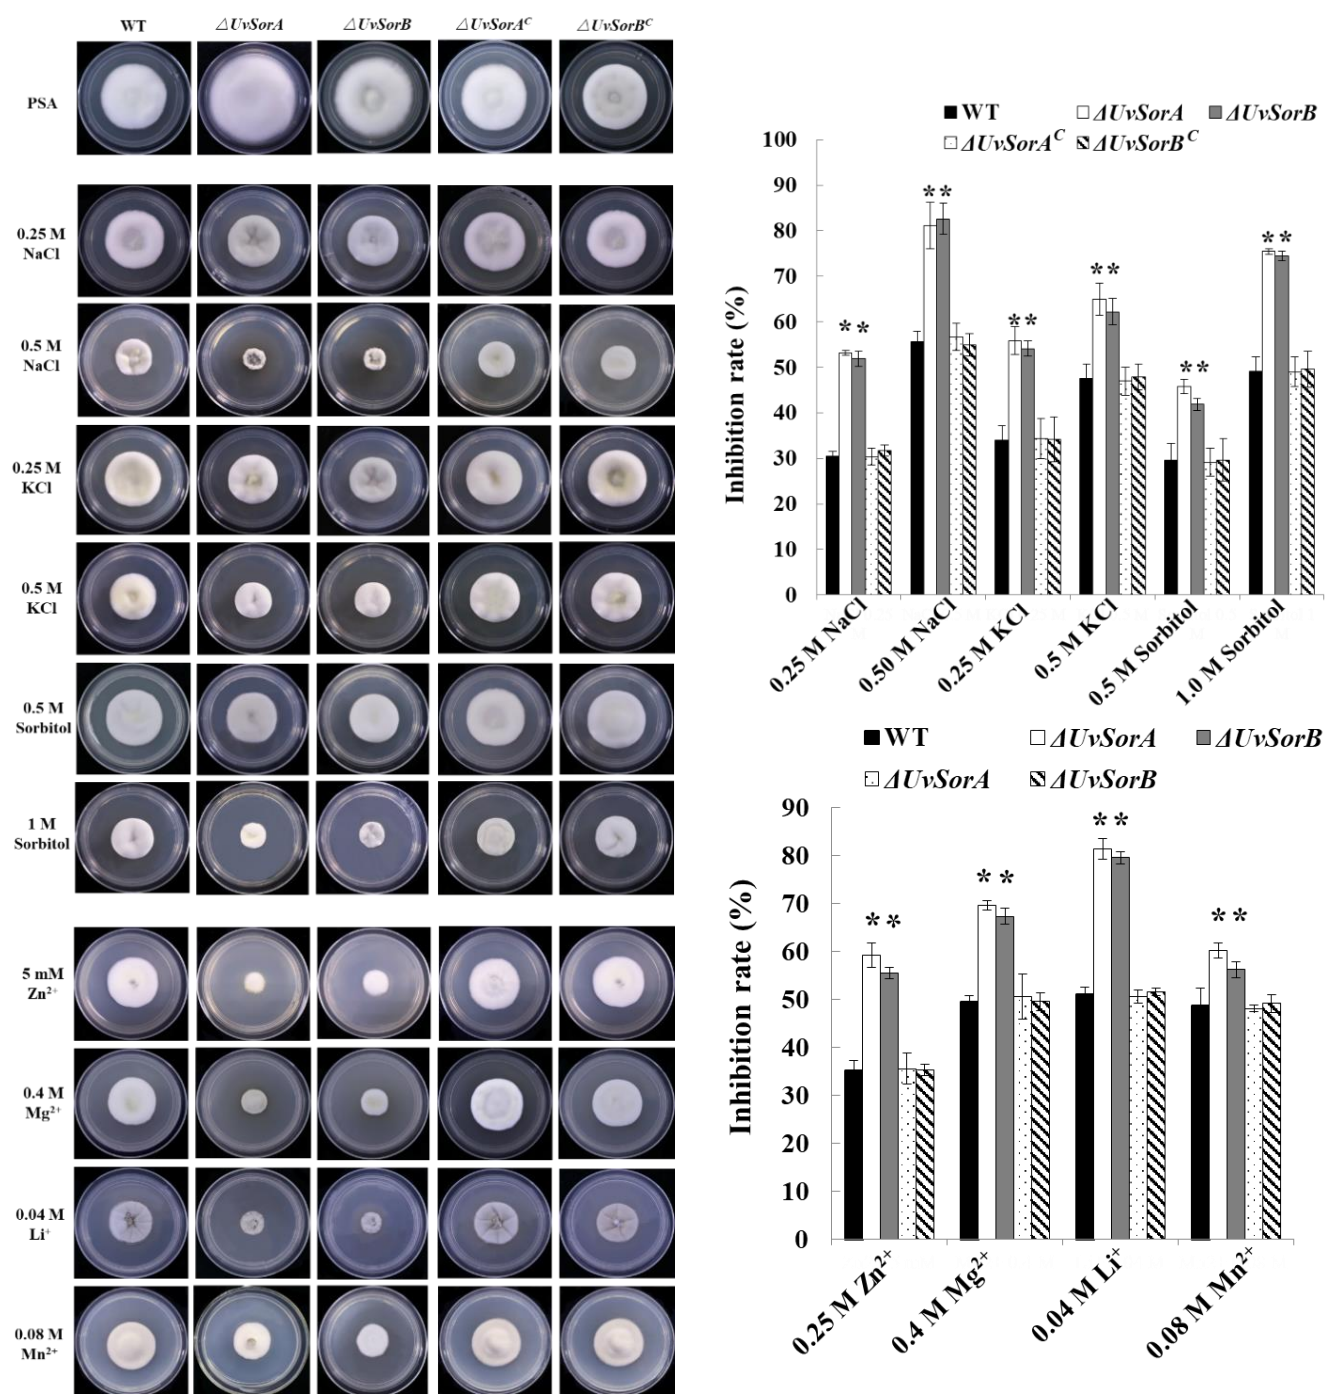 WT △UvSorA △UvSorB △UvSorA^C △UvSorB^C
PSA
0.25 M
NaCl
0.5 M
NaCl
0.25 M
KCl
0.5 M
KCl
0.5 M
Sorbitol
1 M
Sorbitol
5 mM
Zn²⁺
0.4 M
Mg²⁺
0.04 M
Li⁺
0.08 M
Mn²⁺
WT ΔUvSorA ΔUvSorB
ΔUvSorA^C ΔUvSorB^C
Inhibition rate (%)
100
90
80
70
60
50
40
30
20
10
0
* *
* *
* *
* *
* *
* *
0.25 M NaCl
0.50 M NaCl
0.25 M KCl
0.5 M KCl
0.5 M Sorbitol
1.0 M Sorbitol
WT ΔUvSorA ΔUvSorB
ΔUvSorA ΔUvSorB
Inhibition rate (%)
90
80
70
60
50
40
30
20
10
0
* *
* *
* *
* *
0.25 M Zn²⁺
0.4 M Mg²⁺
0.04 M Li⁺
0.08 M Mn²⁺